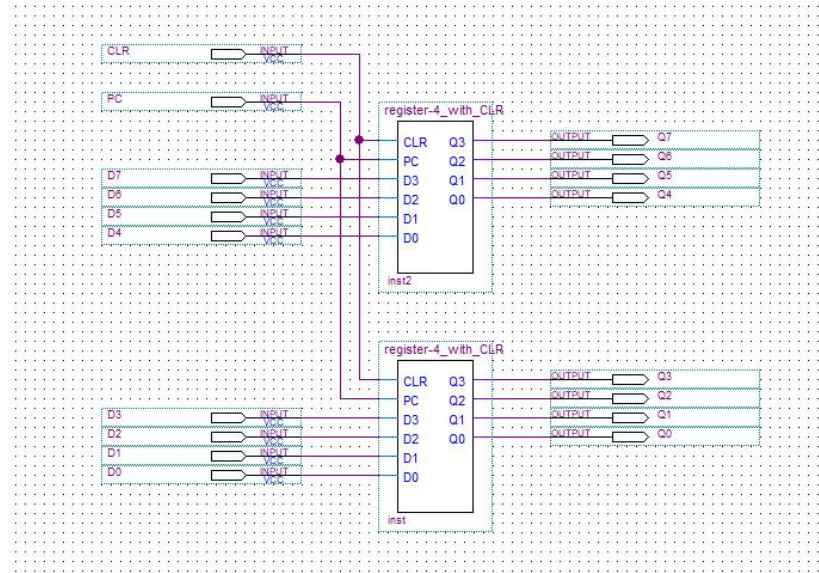 CLR INPUT VCC
PC INPUT VCC
register-4_with_CLR
CLR Q3 OUTPUT Q7
PC Q2 OUTPUT Q6
D7 INPUT VCC D3 Q1 OUTPUT Q5
D6 INPUT VCC D2 Q0 OUTPUT Q4
D5 INPUT VCC D1
D4 INPUT VCC D0
inst2
register-4_with_CLR
CLR Q3 OUTPUT Q3
PC Q2 OUTPUT Q2
D3 INPUT VCC D3 Q1 OUTPUT Q1
D2 INPUT VCC D2 Q0 OUTPUT Q0
D1 INPUT VCC D1
D0 INPUT VCC D0
inst